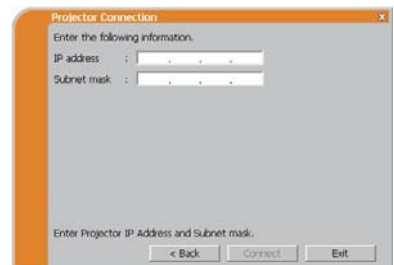 Projector Connection x
Enter the following information.
IP address : . . .
Subnet mask : . . .
Enter Projector IP Address and Subnet mask.
< Back Connect Exit